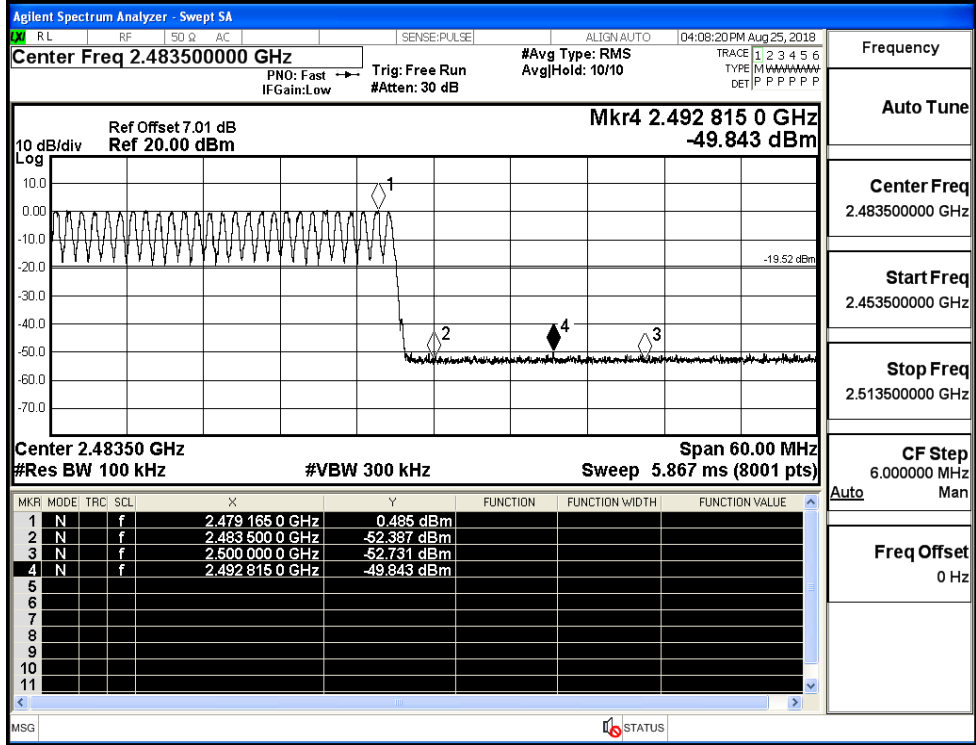 Agilent Spectrum Analyzer - Swept SA
LXI RL RF 50 Ω AC SENSE:PULSE ALIGN AUTO 04:08:20 PM Aug 25, 2018
Center Freq 2.483500000 GHz
PNO: Fast
IFGain:Low
Trig: Free Run
#Atten: 30 dB
#Avg Type: RMS
Avg|Hold: 10/10
TRACE 1 2 3 4 5 6
TYPE M W W W W W
DET P P P P P P
Ref Offset 7.01 dB
10 dB/div Ref 20.00 dBm
Log
Mkr4 2.492 815 0 GHz
-49.843 dBm
10.0
0.00
-10.0
-20.0
-30.0
-40.0
-50.0
-60.0
-70.0
1
-19.52 dBm
2
4
3
Center 2.48350 GHz Span 60.00 MHz
#Res BW 100 kHz #VBW 300 kHz Sweep 5.867 ms (8001 pts)
MKR MODE TRC SCL X Y FUNCTION FUNCTION WIDTH FUNCTION VALUE
1 N f 2.479 165 0 GHz 0.485 dBm
2 N f 2.483 500 0 GHz -52.387 dBm
3 N f 2.500 000 0 GHz -52.731 dBm
4 N f 2.492 815 0 GHz -49.843 dBm
5
6
7
8
9
10
11
MSG STATUS
Frequency
Auto Tune
Center Freq
2.483500000 GHz
Start Freq
2.453500000 GHz
Stop Freq
2.513500000 GHz
CF Step
6.000000 MHz
Auto Man
Freq Offset
0 Hz